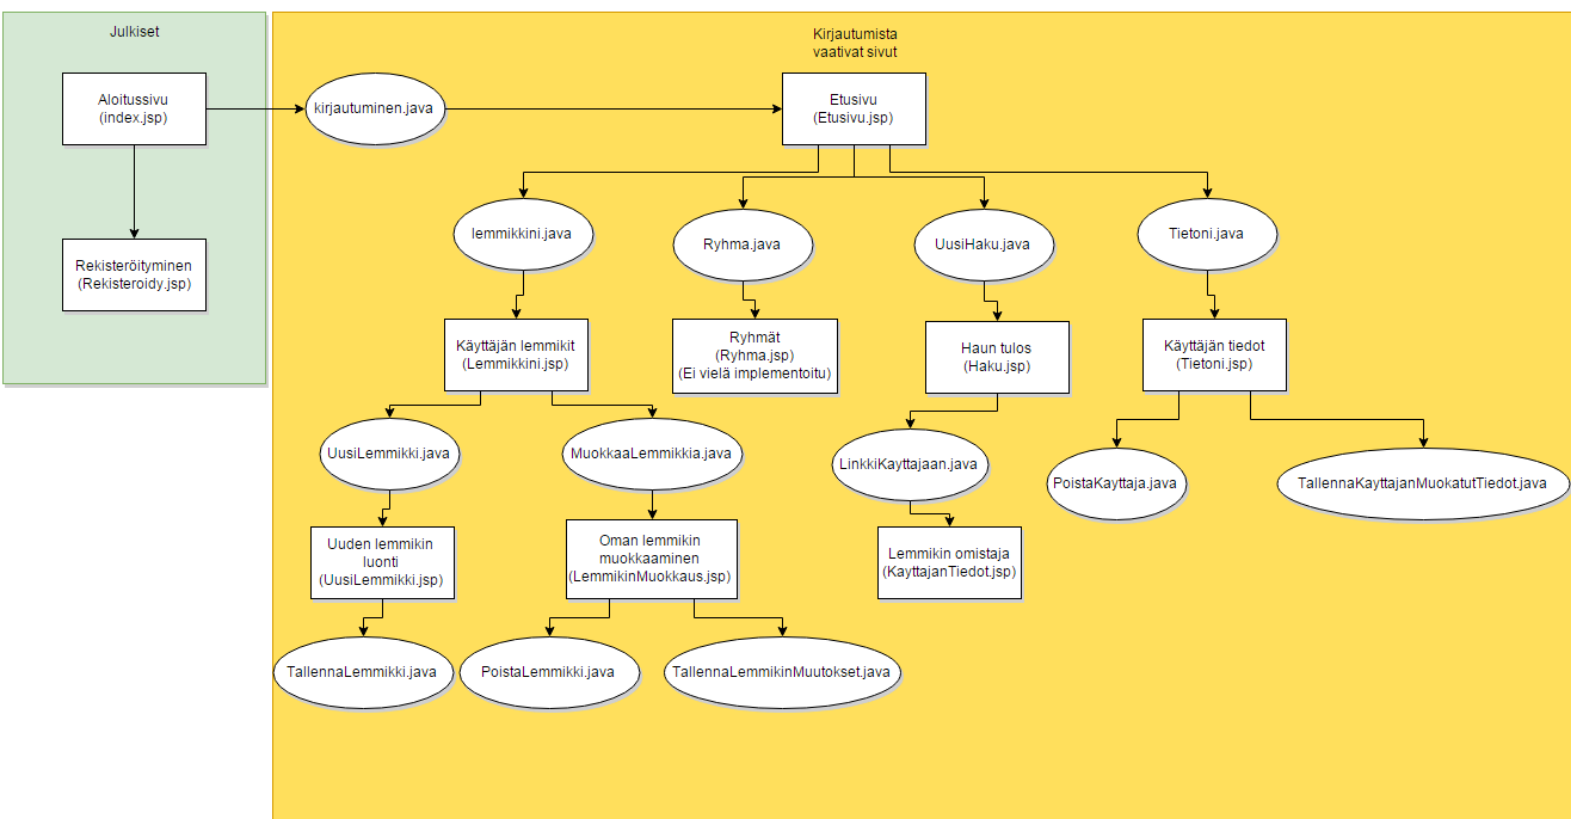 Julkiset
Kirjautumista
vaativat sivut
Aloitussivu
(index.jsp)
kirjautuminen.java
Etusivu
(Etusivu.jsp)
Rekisteröityminen
(Rekisteroidy.jsp)
lemmikkini.java
Ryhma.java
UusiHaku.java
Tietoni.java
Käyttäjän lemmikit
(Lemmikkini.jsp)
Ryhmät
(Ryhma.jsp)
(Ei vielä implementoitu)
Haun tulos
(Haku.jsp)
Käyttäjän tiedot
(Tietoni.jsp)
UusiLemmikki.java
MuokkaaLemmikkia.java
LinkkiKayttajaan.java
PoistaKayttaja.java
TallennaKayttajanMuokatutTiedot.java
Uuden lemmikin
luonti
(UusiLemmikki.jsp)
Oman lemmikin
muokkaaminen
(LemmikinMuokkaus.jsp)
Lemmikin omistaja
(KayttajanTiedot.jsp)
TallennaLemmikki.java
PoistaLemmikki.java
TallennaLemmikinMuutokset.java